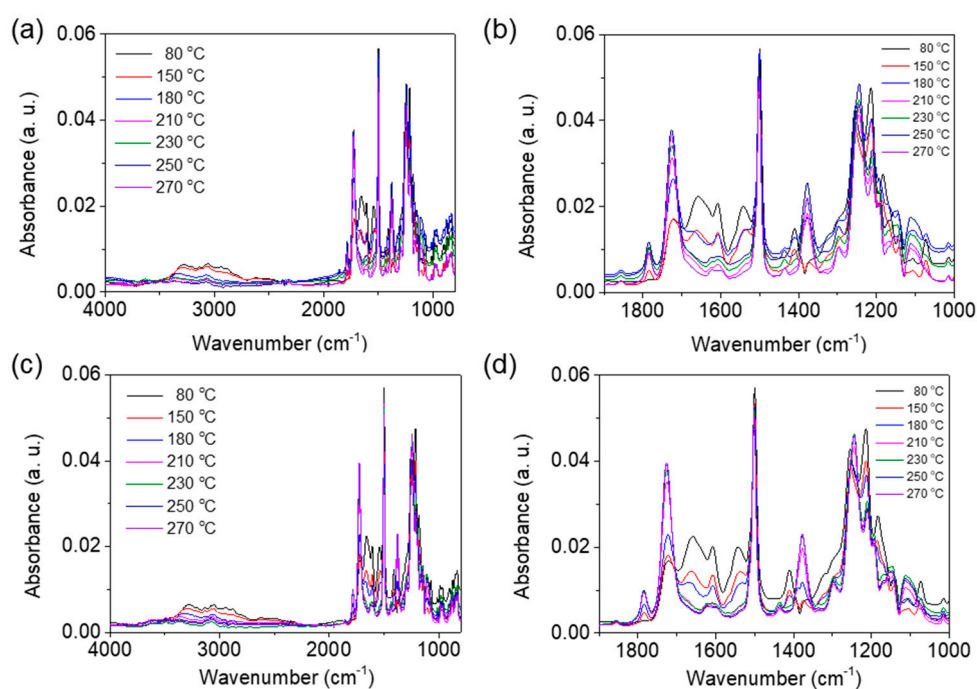 (a)
0.06
0.04
0.02
0.00
Absorbance (a. u.)
80 °C
150 °C
180 °C
210 °C
230 °C
250 °C
270 °C
4000 3000 2000 1000
Wavenumber (cm⁻¹)
(b)
0.06
0.04
0.02
0.00
Absorbance (a. u.)
80 °C
150 °C
180 °C
210 °C
230 °C
250 °C
270 °C
1800 1600 1400 1200 1000
Wavenumber (cm⁻¹)
(c)
0.06
0.04
0.02
0.00
Absorbance (a. u.)
80 °C
150 °C
180 °C
210 °C
230 °C
250 °C
270 °C
4000 3000 2000 1000
Wavenumber (cm⁻¹)
(d)
0.06
0.04
0.02
0.00
Absorbance (a. u.)
80 °C
150 °C
180 °C
210 °C
230 °C
250 °C
270 °C
1800 1600 1400 1200 1000
Wavenumber (cm⁻¹)